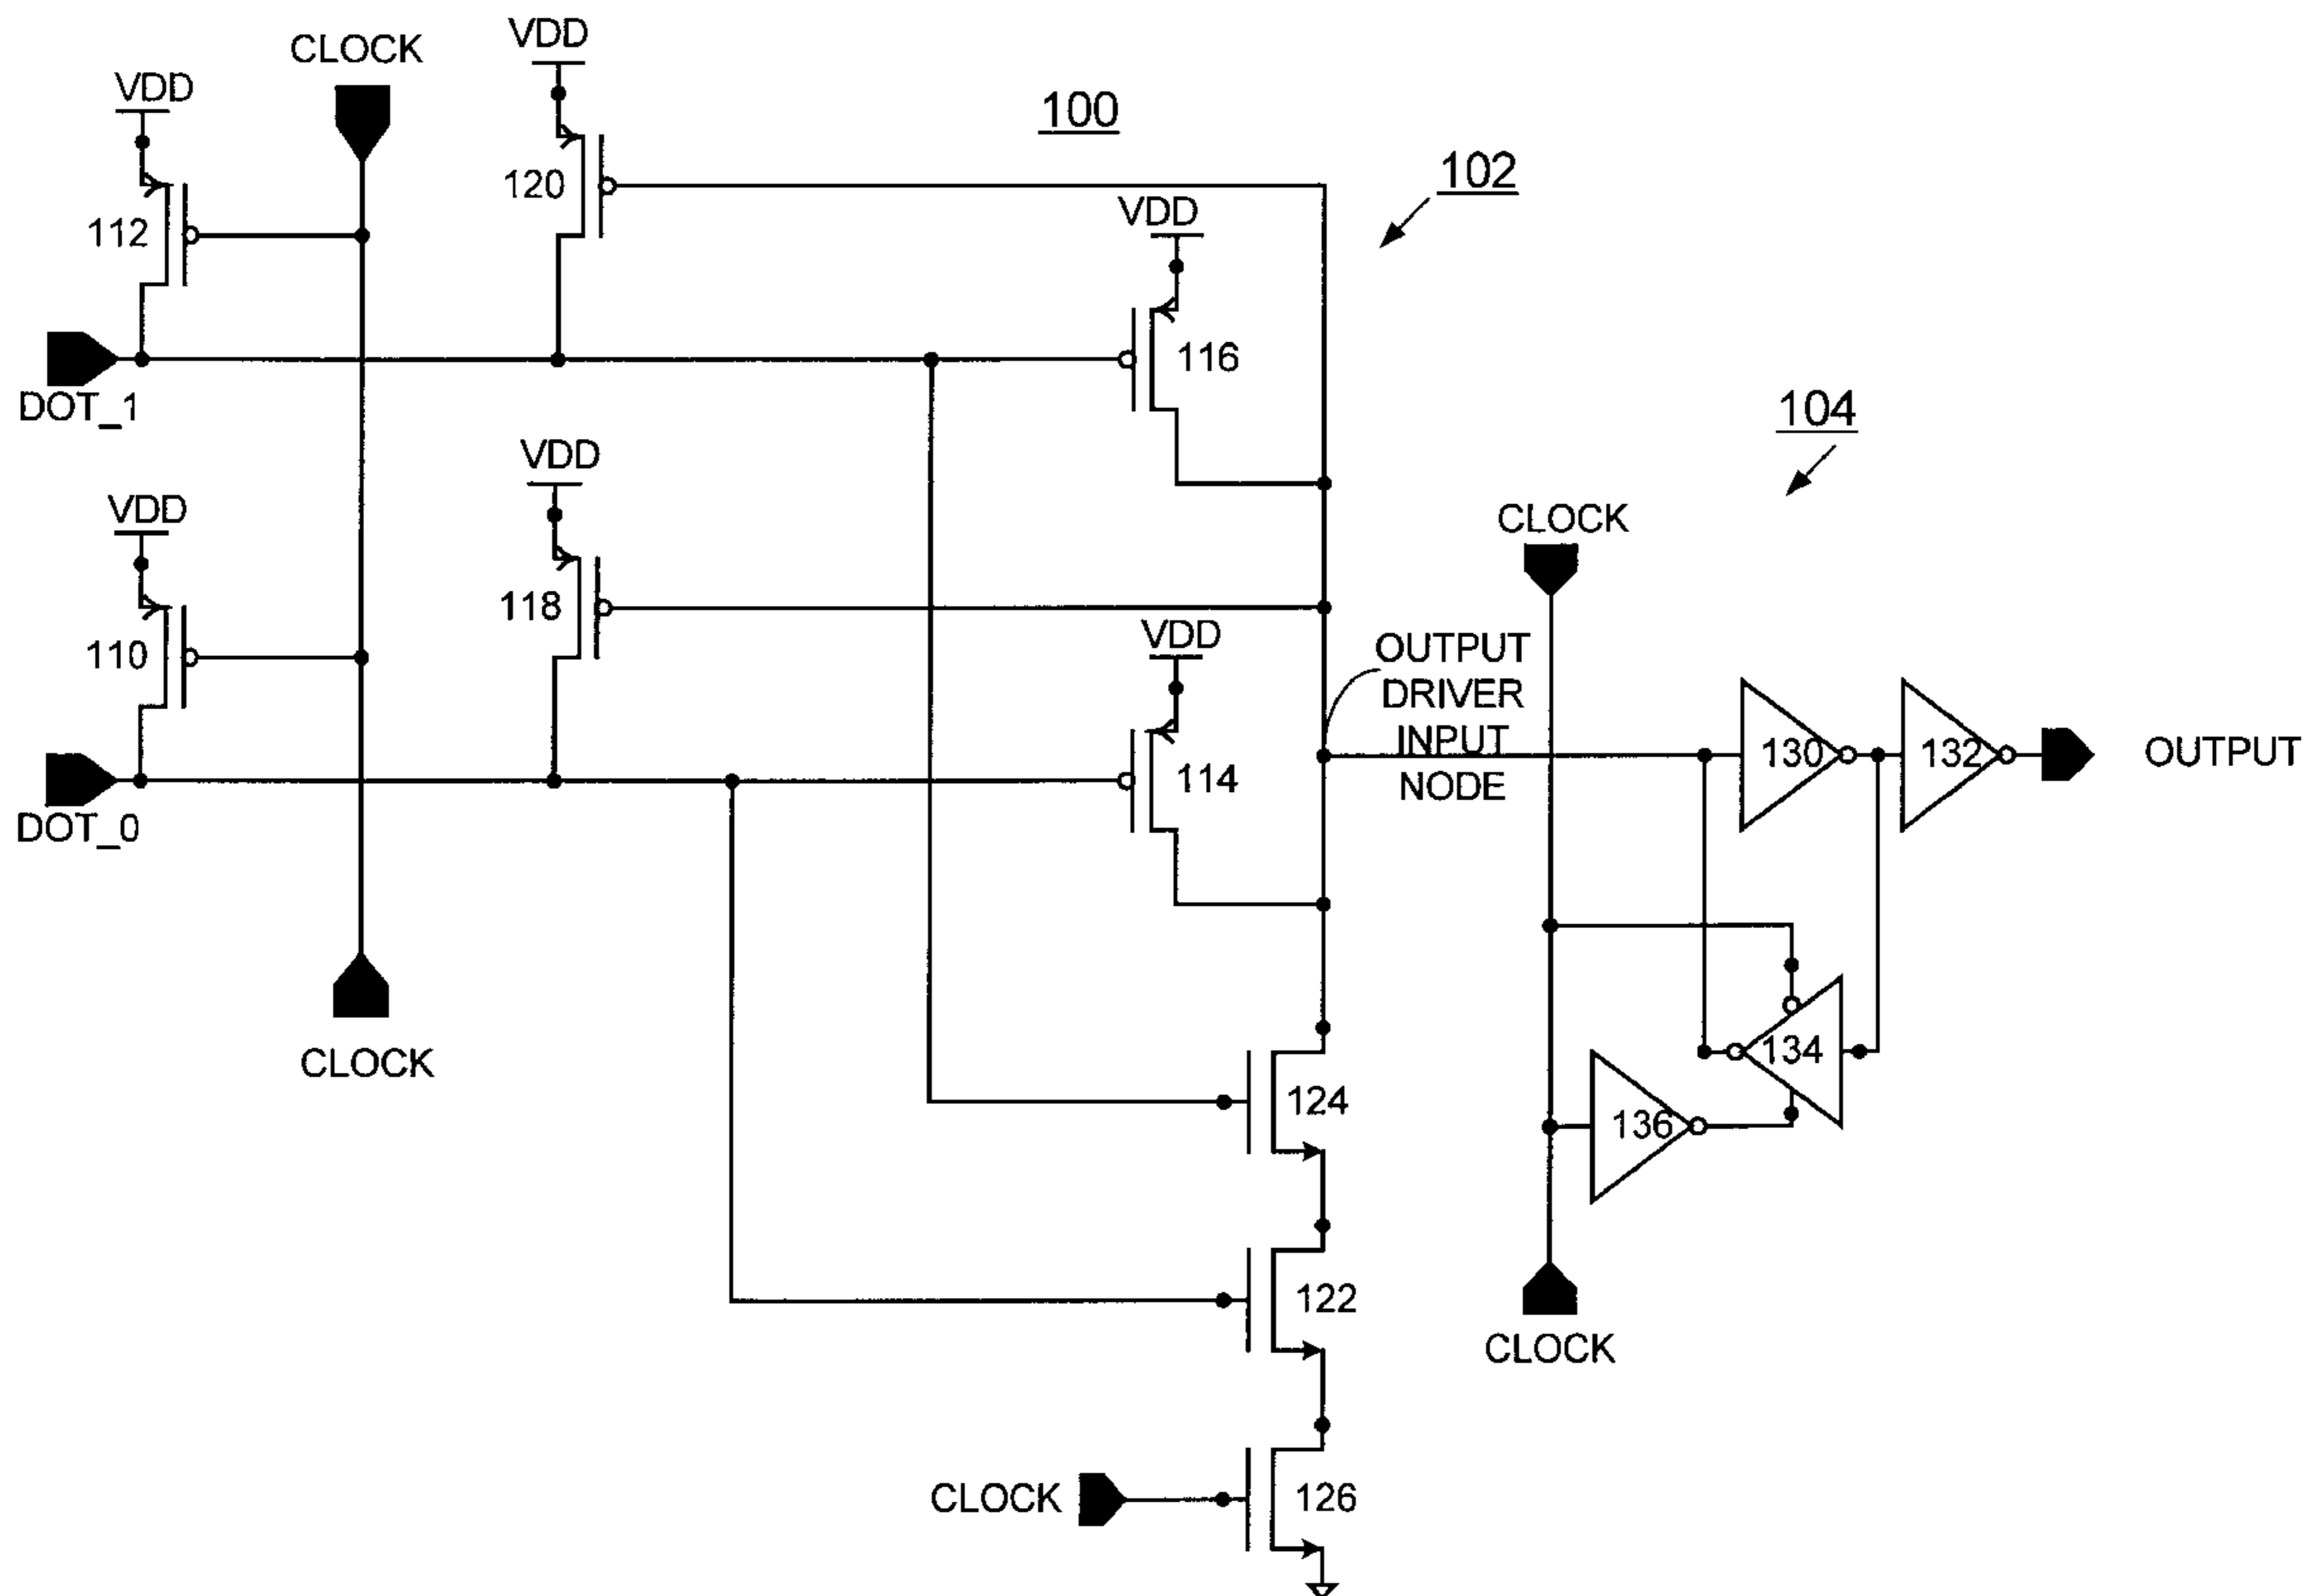 VDD
CLOCK
VDD
100
102
120
112
VDD
116
DOT_1
104
VDD
VDD
CLOCK
118
110
VDD
OUTPUT
DRIVER
INPUT
NODE
114
130
132
OUTPUT
DOT_0
134
CLOCK
124
136
122
CLOCK
CLOCK
126